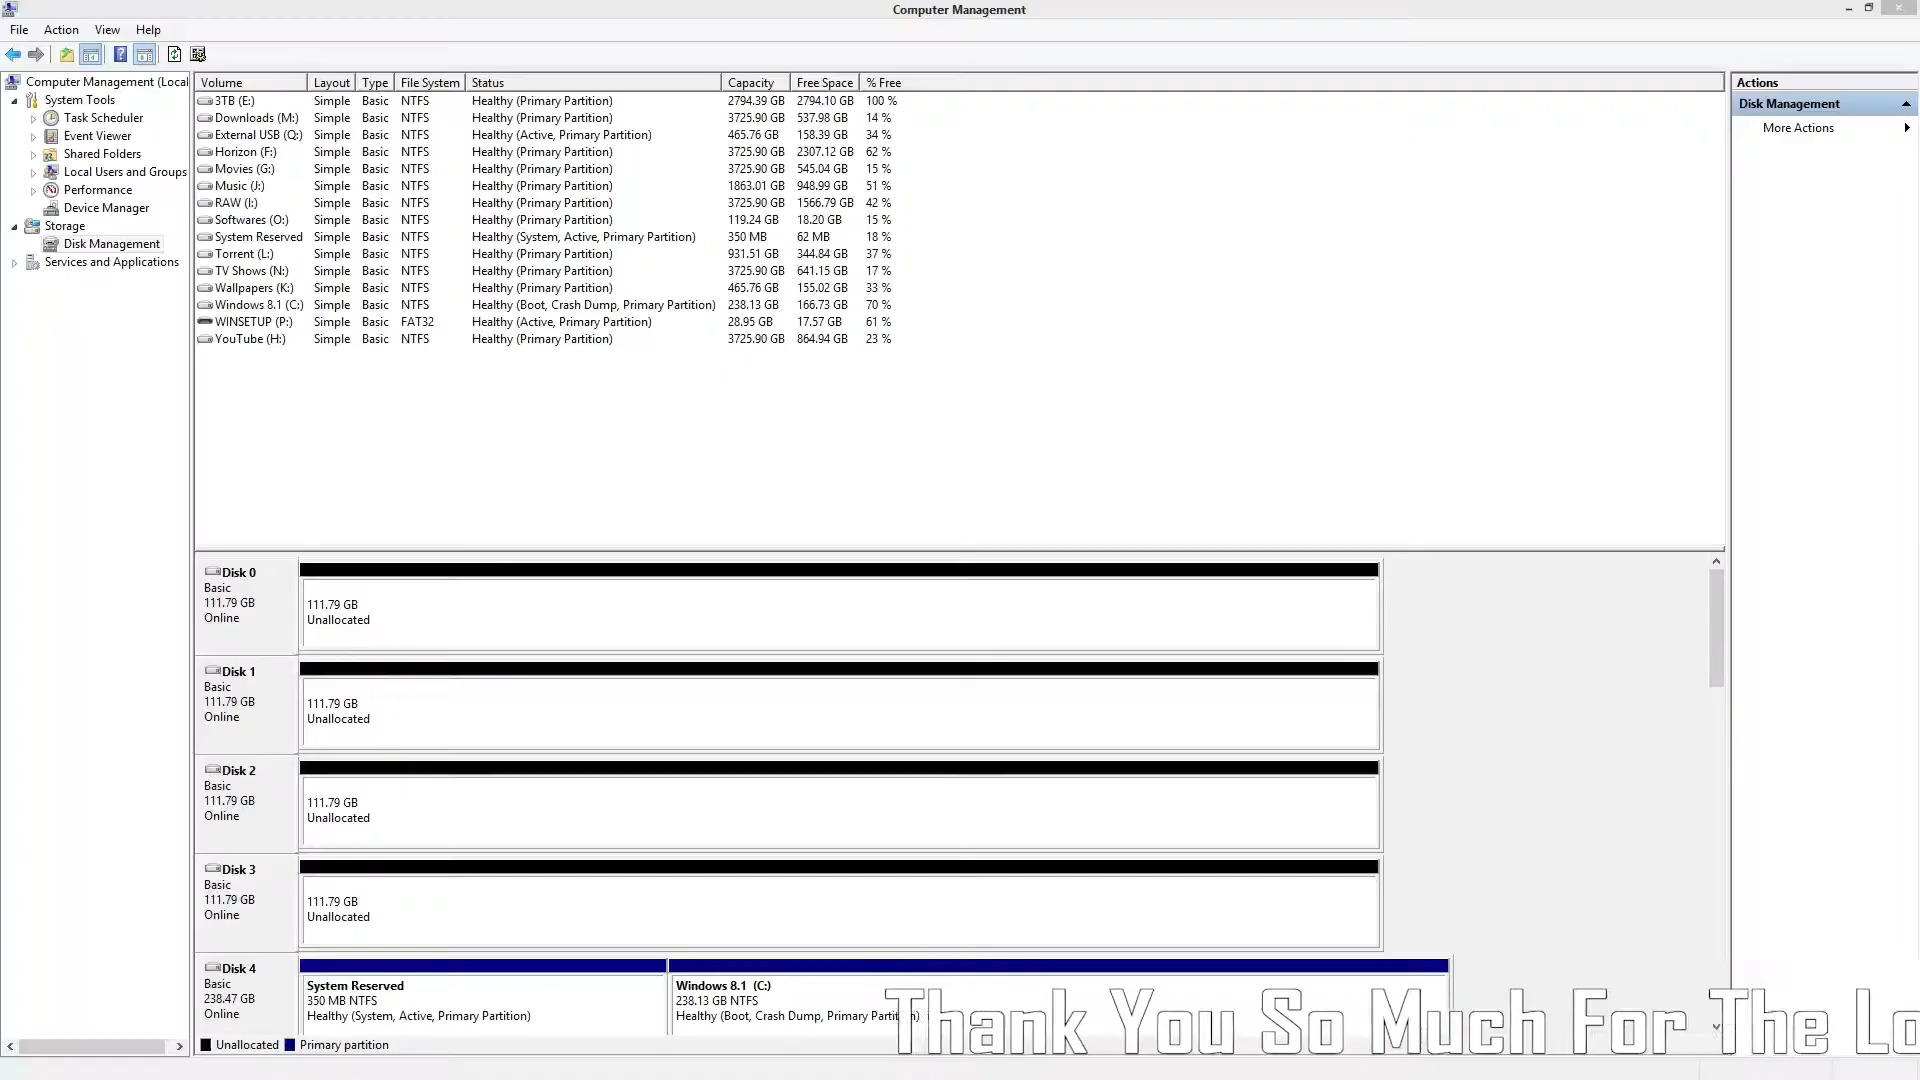 Computer Management
File Action View Help
Computer Management (Local
System Tools
Task Scheduler
Event Viewer
Shared Folders
Local Users and Groups
Performance
Device Manager
Storage
Disk Management
Services and Applications
Volume Layout Type File System Status Capacity Free Space % Free
3TB (E:) Simple Basic NTFS Healthy (Primary Partition) 2794.39 GB 2794.10 GB 100 %
Downloads (M:) Simple Basic NTFS Healthy (Primary Partition) 3725.90 GB 537.98 GB 14 %
External USB (Q:) Simple Basic NTFS Healthy (Active, Primary Partition) 465.76 GB 158.39 GB 34 %
Horizon (F:) Simple Basic NTFS Healthy (Primary Partition) 3725.90 GB 2307.12 GB 62 %
Movies (G:) Simple Basic NTFS Healthy (Primary Partition) 3725.90 GB 545.04 GB 15 %
Music (J:) Simple Basic NTFS Healthy (Primary Partition) 1863.01 GB 948.99 GB 51 %
RAW (I:) Simple Basic NTFS Healthy (Primary Partition) 3725.90 GB 1566.79 GB 42 %
Softwares (O:) Simple Basic NTFS Healthy (Primary Partition) 119.24 GB 18.20 GB 15 %
System Reserved Simple Basic NTFS Healthy (System, Active, Primary Partition) 350 MB 62 MB 18 %
Torrent (L:) Simple Basic NTFS Healthy (Primary Partition) 931.51 GB 344.84 GB 37 %
TV Shows (N:) Simple Basic NTFS Healthy (Primary Partition) 3725.90 GB 641.15 GB 17 %
Wallpapers (K:) Simple Basic NTFS Healthy (Primary Partition) 465.76 GB 155.02 GB 33 %
Windows 8.1 (C:) Simple Basic NTFS Healthy (Boot, Crash Dump, Primary Partition) 238.13 GB 166.73 GB 70 %
WINSETUP (P:) Simple Basic FAT32 Healthy (Active, Primary Partition) 28.95 GB 17.57 GB 61 %
YouTube (H:) Simple Basic NTFS Healthy (Primary Partition) 3725.90 GB 864.94 GB 23 %
Actions
Disk Management
More Actions
Disk 0
Basic
111.79 GB
Online
111.79 GB
Unallocated
Disk 1
Basic
111.79 GB
Online
111.79 GB
Unallocated
Disk 2
Basic
111.79 GB
Online
111.79 GB
Unallocated
Disk 3
Basic
111.79 GB
Online
111.79 GB
Unallocated
Disk 4
Basic
238.47 GB
Online
System Reserved
350 MB NTFS
Healthy (System, Active, Primary Partition)
Windows 8.1 (C:)
238.13 GB NTFS
Healthy (Boot, Crash Dump, Primary Partition)
Unallocated Primary partition
Thank You So Much For The Lo